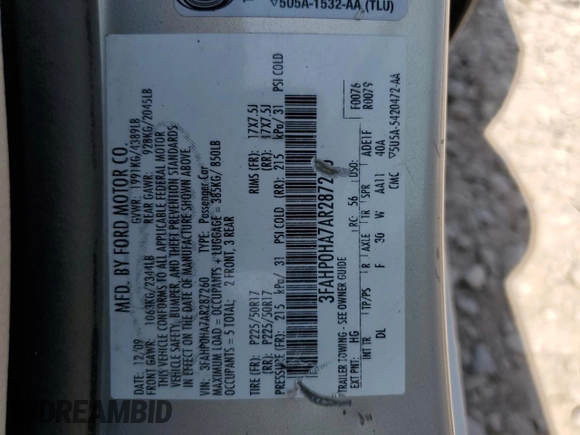 5U5A-1532-AA (TLU)
MFD. BY FORD MOTOR CO.
12/09 GVWR: 1991KG/4389LB
FRONT GAWR: 1063KG/2344LB REAR GAWR: 928KG/2045LB
THIS VEHICLE CONFORMS TO ALL APPLICABLE FEDERAL MOTOR
VEHICLE SAFETY, BUMPER, AND THEFT PREVENTION STANDARDS
IN EFFECT ON THE DATE OF MANUFACTURE SHOWN ABOVE.
VIN: 3FAHP0HA7AR287260 TYPE: Passenger Car
MAXIMUM LOAD = OCCUPANTS + LUGGAGE = 385KG/ 850LB
OCCUPANTS = 5 TOTAL: 2 FRONT, 3 REAR
TIRE (FR): P225/50R17 RIMS (FR): 17X7.5J
(RR): P225/50R17 (RR): 17X7.5J
PRESSURE (FR): 215 kPa/ 31 PSI COLD (RR): 215 kPa/ 31 PSI COLD
3FAHP0HA7AR2872
TRAILER TOWING - SEE OWNER GUIDE
F0076
R0079
EXT PNT: HG RC: 56 DSO: ADE1F
INT TR TP/PS R AXLE TR SPR 40A
DL F 30 W AA11
CMC 5U5A-5420472-AA
DREAMBID